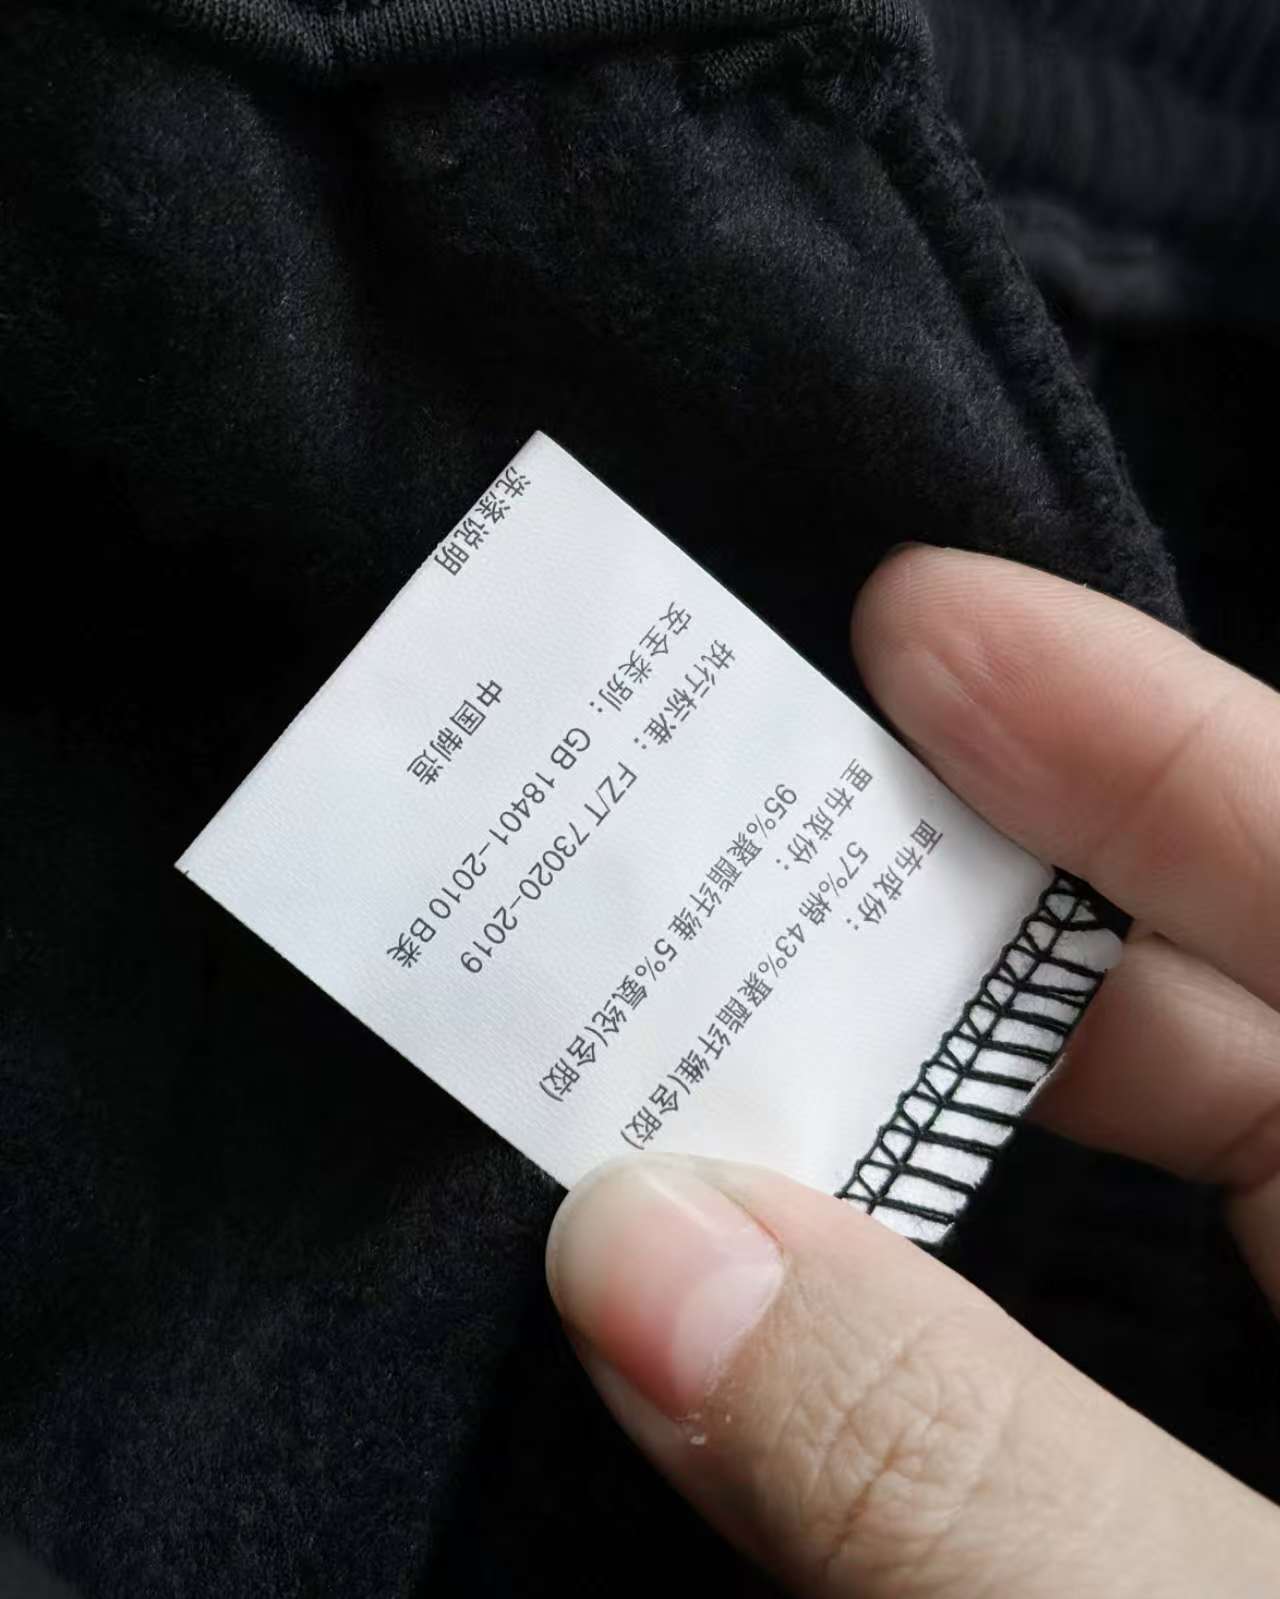 面布成份：
57%棉 43%聚酯纤维(含胶)
里布成份：
95%聚酯纤维 5%氨纶(含胶)
执行标准：FZ/T 73020-2019
安全类别：GB 18401-2010 B类
中国制造
洗涤说明